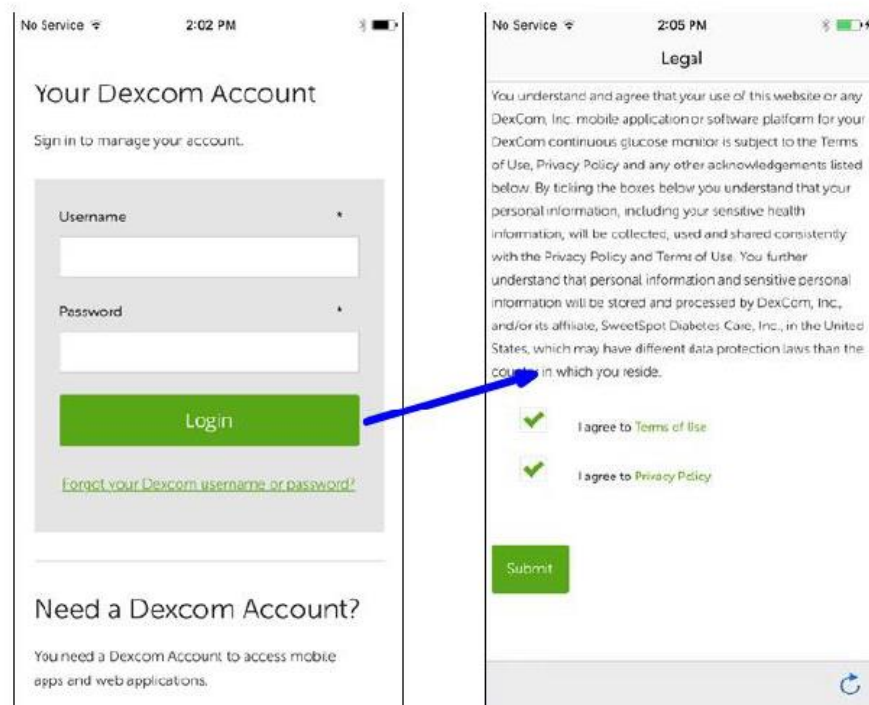 No Service 2:02 PM
Your Dexcom Account
Sign in to manage your account.
Username *
Password *
Login
Forgot your Dexcom username or password?
Need a Dexcom Account?
You need a Dexcom Account to access mobile
apps and web applications.
No Service 2:05 PM
Legal
You understand and agree that your use of this website or any
DexCom, Inc. mobile application or software platform for your
DexCom continuous glucose monitor is subject to the Terms
of Use, Privacy Policy and any other acknowledgements listed
below. By ticking the boxes below you understand that your
personal information, including your sensitive health
information, will be collected, used and shared consistently
with the Privacy Policy and Terms of Use. You further
understand that personal information and sensitive personal
information will be stored and processed by DexCom, Inc.,
and/or its affiliate, SweetSpot Diabetes Care, Inc., in the United
States, which may have different data protection laws than the
country in which you reside.
I agree to Terms of Use
I agree to Privacy Policy
Submit